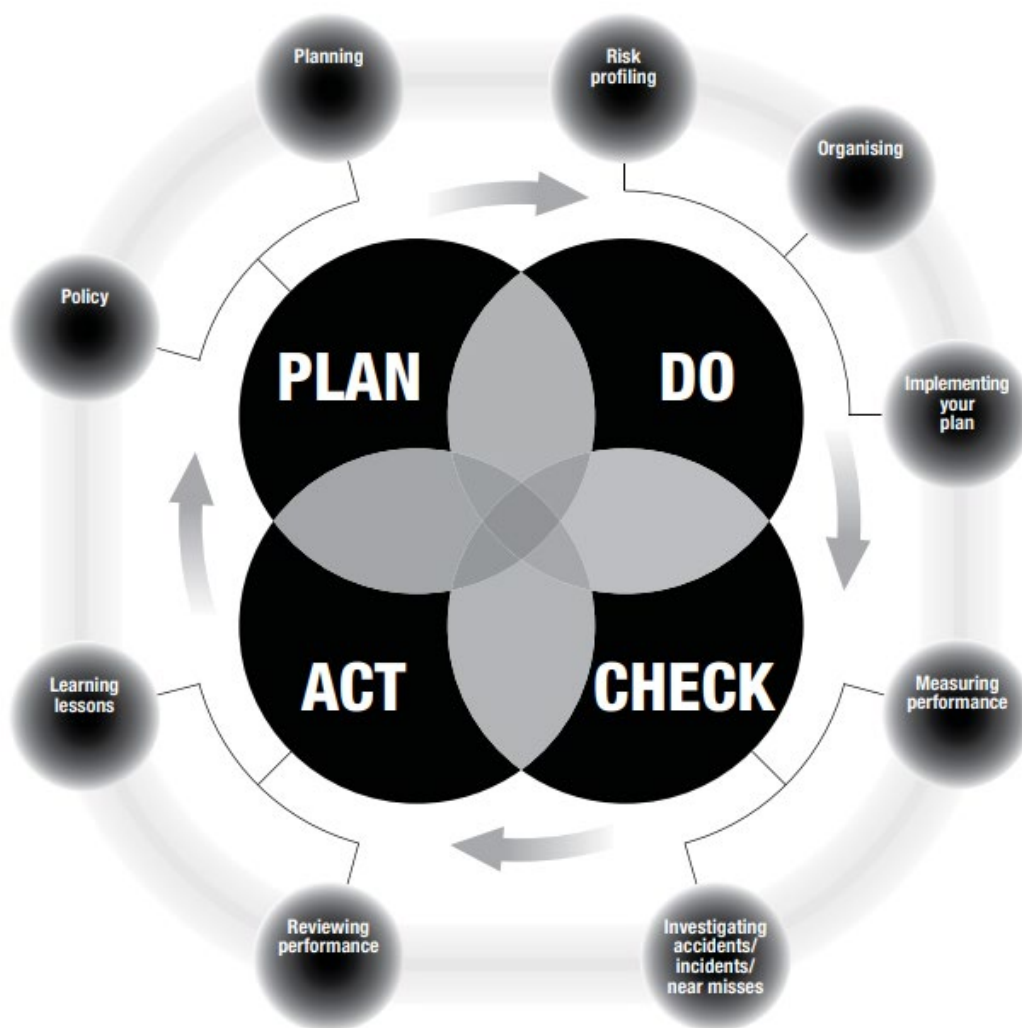 Planning
Risk
profiling
Organising
Policy
PLAN
DO
Implementing
your
plan
ACT
CHECK
Learning
lessons
Measuring
performance
Reviewing
performance
Investigating
accidents/
incidents/
near misses